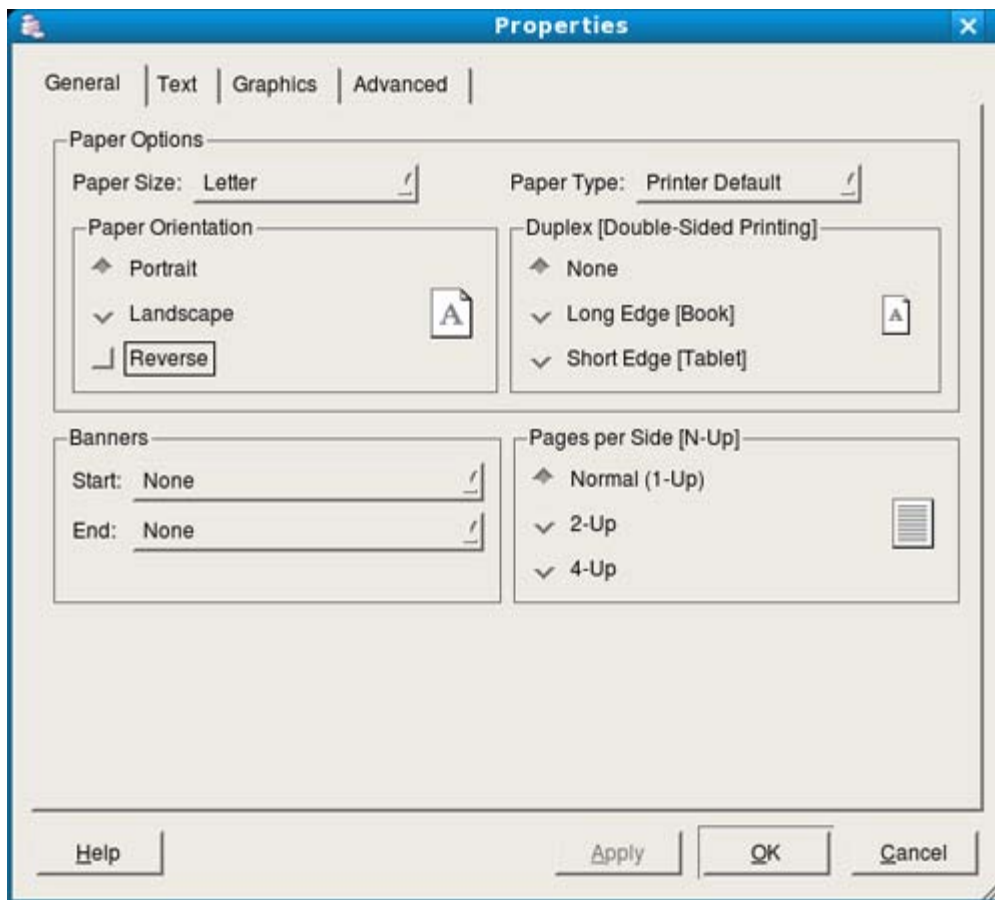 Properties
General Text Graphics Advanced
Paper Options
Paper Size: Letter
Paper Type: Printer Default
Paper Orientation
Portrait
Landscape
Reverse
A
Duplex [Double-Sided Printing]
None
Long Edge [Book]
Short Edge [Tablet]
A
Banners
Start: None
End: None
Pages per Side [N-Up]
Normal (1-Up)
2-Up
4-Up
Help Apply OK Cancel